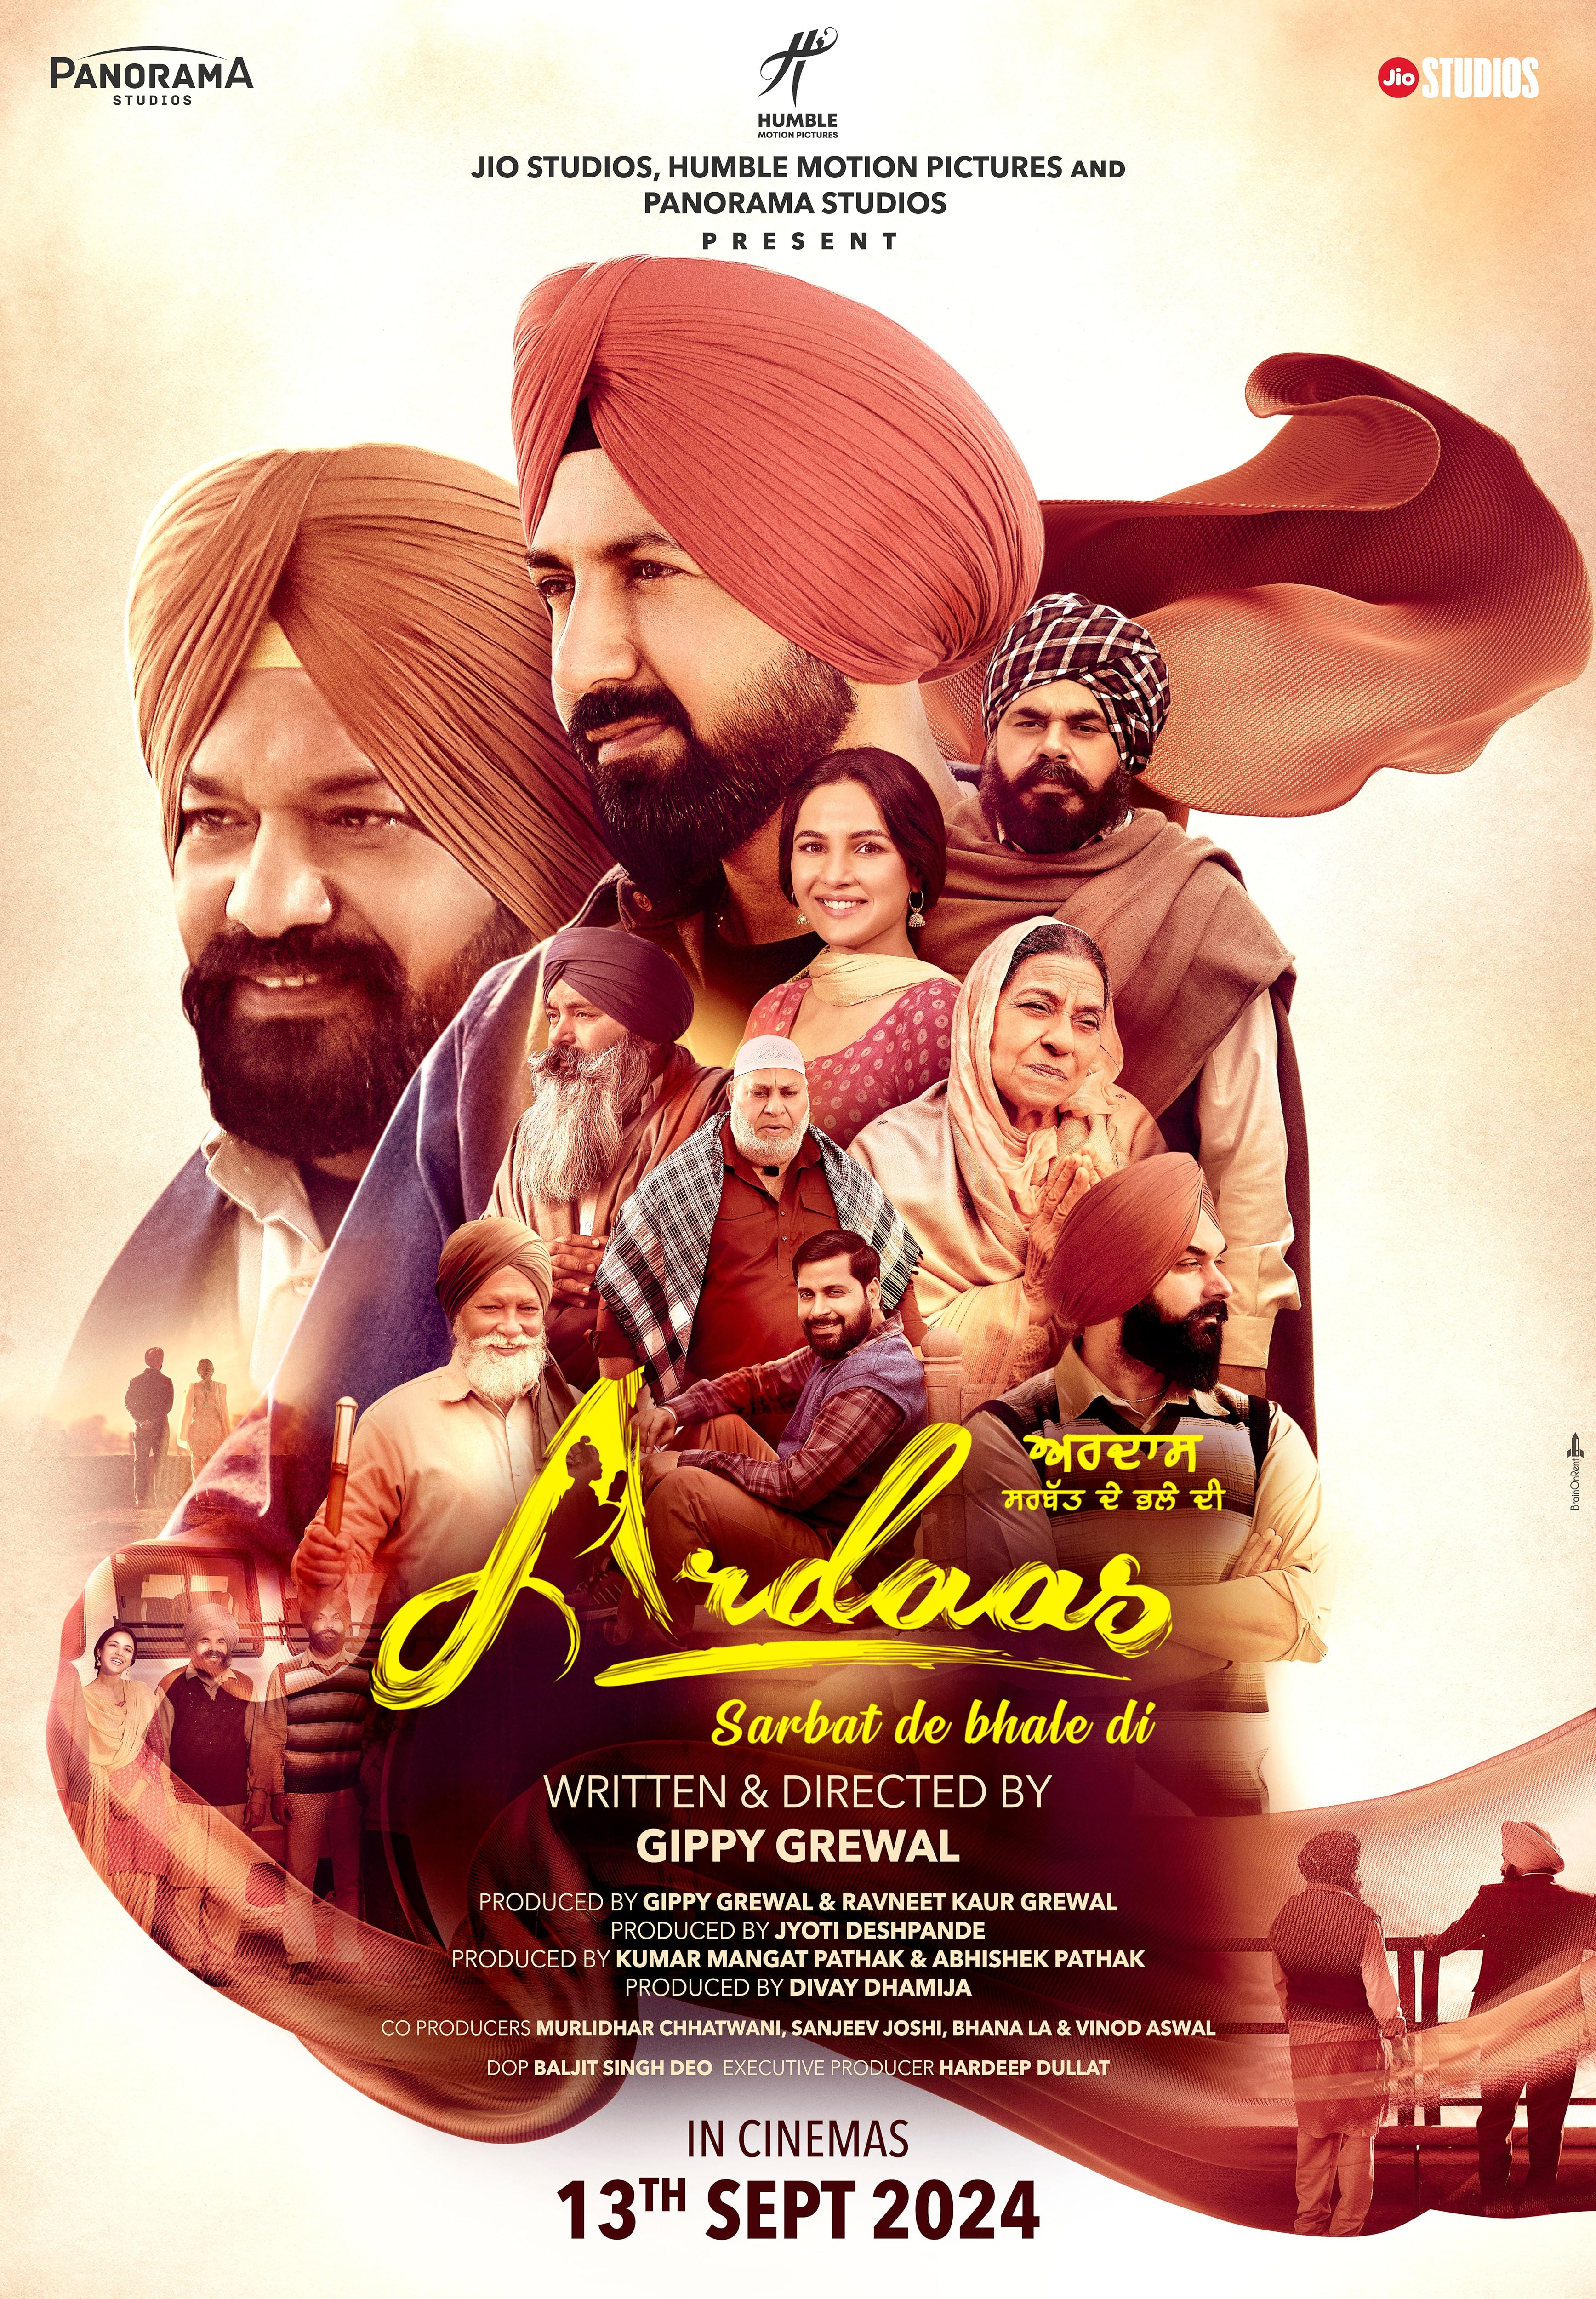 PANORAMA
STUDIOS
HUMBLE
MOTION PICTURES
Jio STUDIOS
JIO STUDIOS, HUMBLE MOTION PICTURES AND
PANORAMA STUDIOS
PRESENT
ਅਰਦਾਸ
ਸਰਬੱਤ ਦੇ ਭਲੇ ਦੀ
Ardaas
Sarbat de bhale di
BrainOnRent
WRITTEN & DIRECTED BY
GIPPY GREWAL
PRODUCED BY GIPPY GREWAL & RAVNEET KAUR GREWAL
PRODUCED BY JYOTI DESHPANDE
PRODUCED BY KUMAR MANGAT PATHAK & ABHISHEK PATHAK
PRODUCED BY DIVAY DHAMIJA
CO PRODUCERS MURLIDHAR CHHATWANI, SANJEEV JOSHI, BHANA LA & VINOD ASWAL
DOP BALJIT SINGH DEO EXECUTIVE PRODUCER HARDEEP DULLAT
IN CINEMAS
13TH SEPT 2024